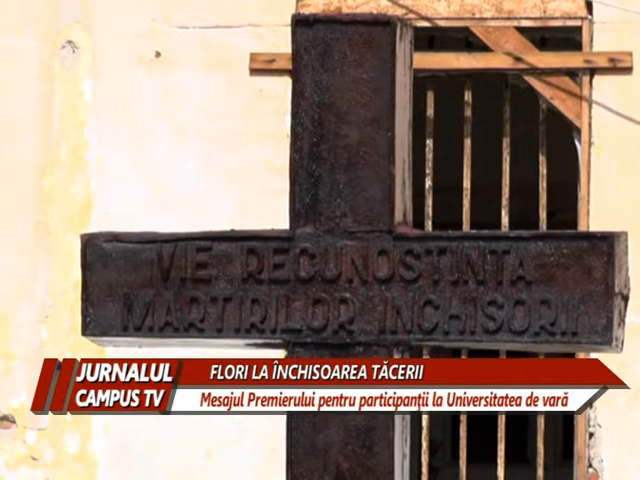 VIE RECUNOSTINTA
MARTIRILOR INCHISORII
JURNALUL
CAMPUS TV
FLORI LA ÎNCHISOAREA TĂCERII
Mesajul Premierului pentru participanții la Universitatea de vară